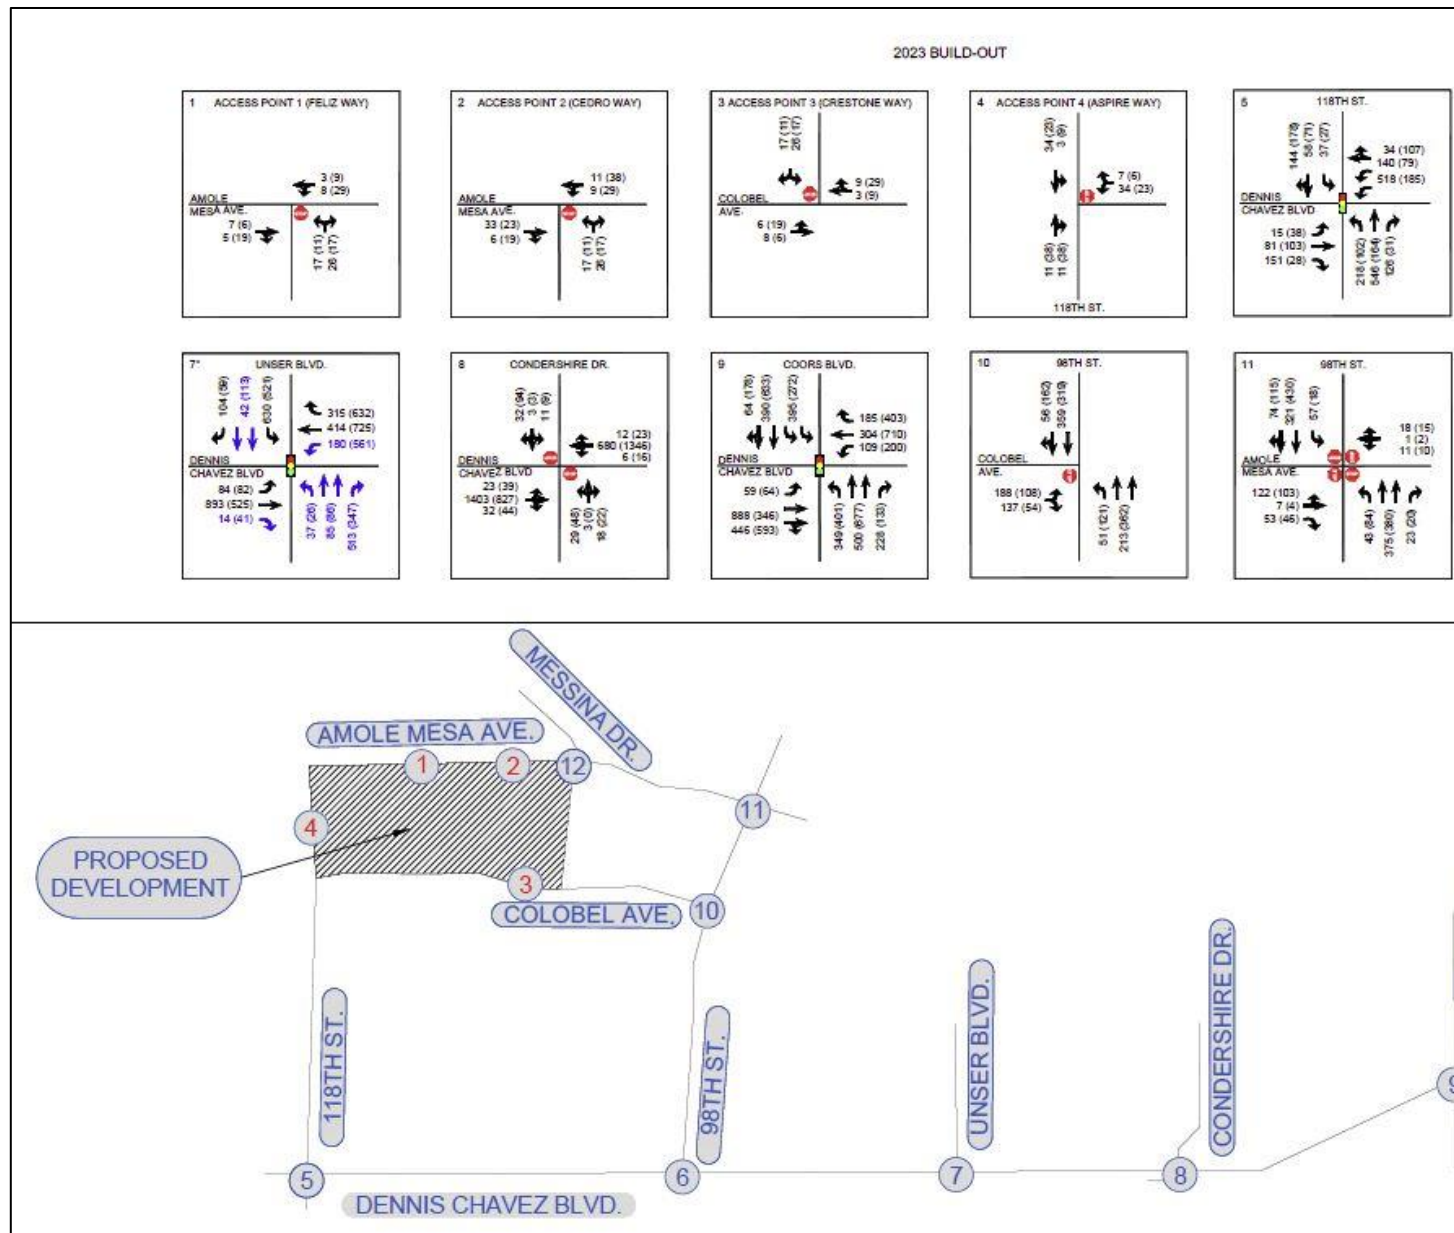 2023 BUILD-OUT
1 ACCESS POINT 1 (FELIZ WAY)
3 (9)
8 (29)
AMOLE
MESA AVE.
7 (6)
5 (19)
17 (11)
26 (17)
2 ACCESS POINT 2 (CEDRO WAY)
11 (38)
9 (29)
AMOLE
MESA AVE.
33 (23)
6 (19)
17 (11)
26 (17)
3 ACCESS POINT 3 (CRESTONE WAY)
17 (11)
26 (17)
9 (29)
3 (9)
COLOBEL
AVE.
6 (19)
8 (6)
4 ACCESS POINT 4 (ASPIRE WAY)
34 (23)
3 (9)
7 (6)
34 (23)
11 (38)
11 (38)
118TH ST.
5 118TH ST.
144 (178)
58 (71)
37 (27)
34 (107)
140 (79)
518 (185)
DENNIS
CHAVEZ BLVD
15 (38)
81 (103)
151 (28)
218 (102)
546 (164)
126 (31)
7* UNSER BLVD.
104 (59)
42 (113)
630 (521)
315 (632)
414 (725)
180 (561)
DENNIS
CHAVEZ BLVD
84 (82)
893 (525)
14 (41)
37 (26)
85 (86)
513 (347)
8 CONDERSHIRE DR.
32 (94)
3 (3)
11 (9)
12 (23)
680 (1346)
6 (16)
DENNIS
CHAVEZ BLVD
23 (39)
1403 (827)
32 (44)
29 (48)
3 (0)
18 (22)
9 COORS BLVD.
64 (178)
390 (633)
395 (272)
185 (403)
304 (710)
109 (200)
DENNIS
CHAVEZ BLVD
59 (64)
888 (346)
446 (593)
349 (401)
500 (677)
228 (133)
10 98TH ST.
56 (162)
359 (319)
COLOBEL
AVE.
188 (108)
137 (54)
51 (121)
213 (362)
11 98TH ST.
74 (115)
321 (430)
57 (18)
18 (15)
1 (2)
11 (10)
AMOLE
MESA AVE.
122 (103)
7 (4)
53 (46)
43 (84)
375 (380)
23 (20)
MESSINA DR.
AMOLE MESA AVE.
1
2
12
11
4
PROPOSED
DEVELOPMENT
3
COLOBEL AVE.
10
118TH ST.
98TH ST.
UNSER BLVD.
CONDERSHIRE DR.
9
5
6
7
8
DENNIS CHAVEZ BLVD.